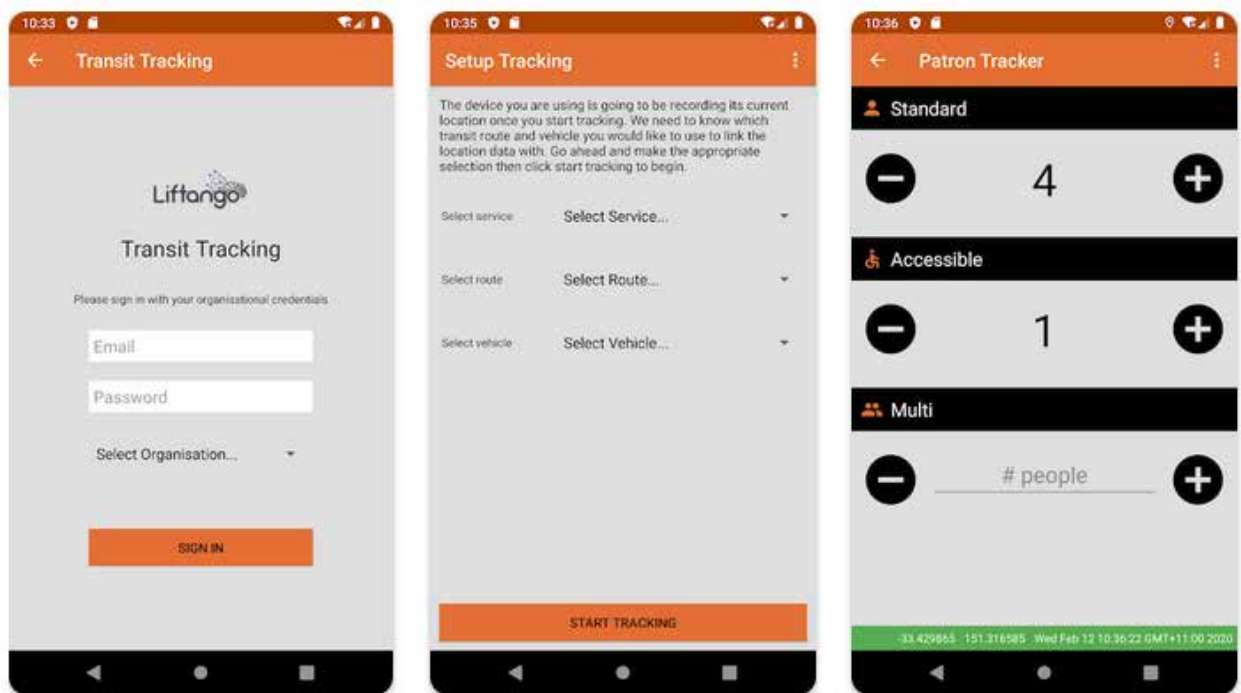 10:33
Transit Tracking
Liftango
Transit Tracking
Please sign in with your organisational credentials
Email
Password
Select Organisation...
SIGN IN
10:35
Setup Tracking
The device you are using is going to be recording its current
location once you start tracking. We need to know which
transit route and vehicle you would like to use to link the
location data with. Go ahead and make the appropriate
selection then click start tracking to begin.
Select service Select Service...
Select route Select Route...
Select vehicle Select Vehicle...
START TRACKING
10:36
Patron Tracker
Standard
4
Accessible
1
Multi
# people
-33.429865 151.316585 Wed Feb 12 10:36:22 GMT+11:00 2020